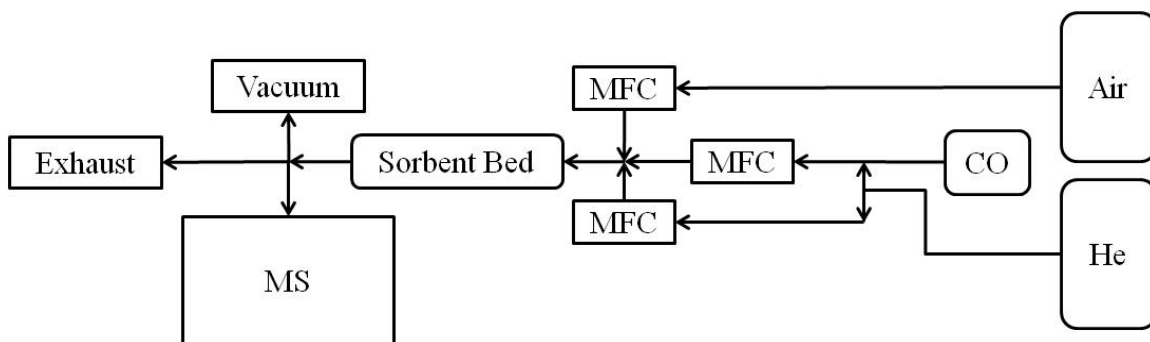 Vacuum
MFC
Air
Exhaust
Sorbent Bed
MFC
CO
MFC
MS
He